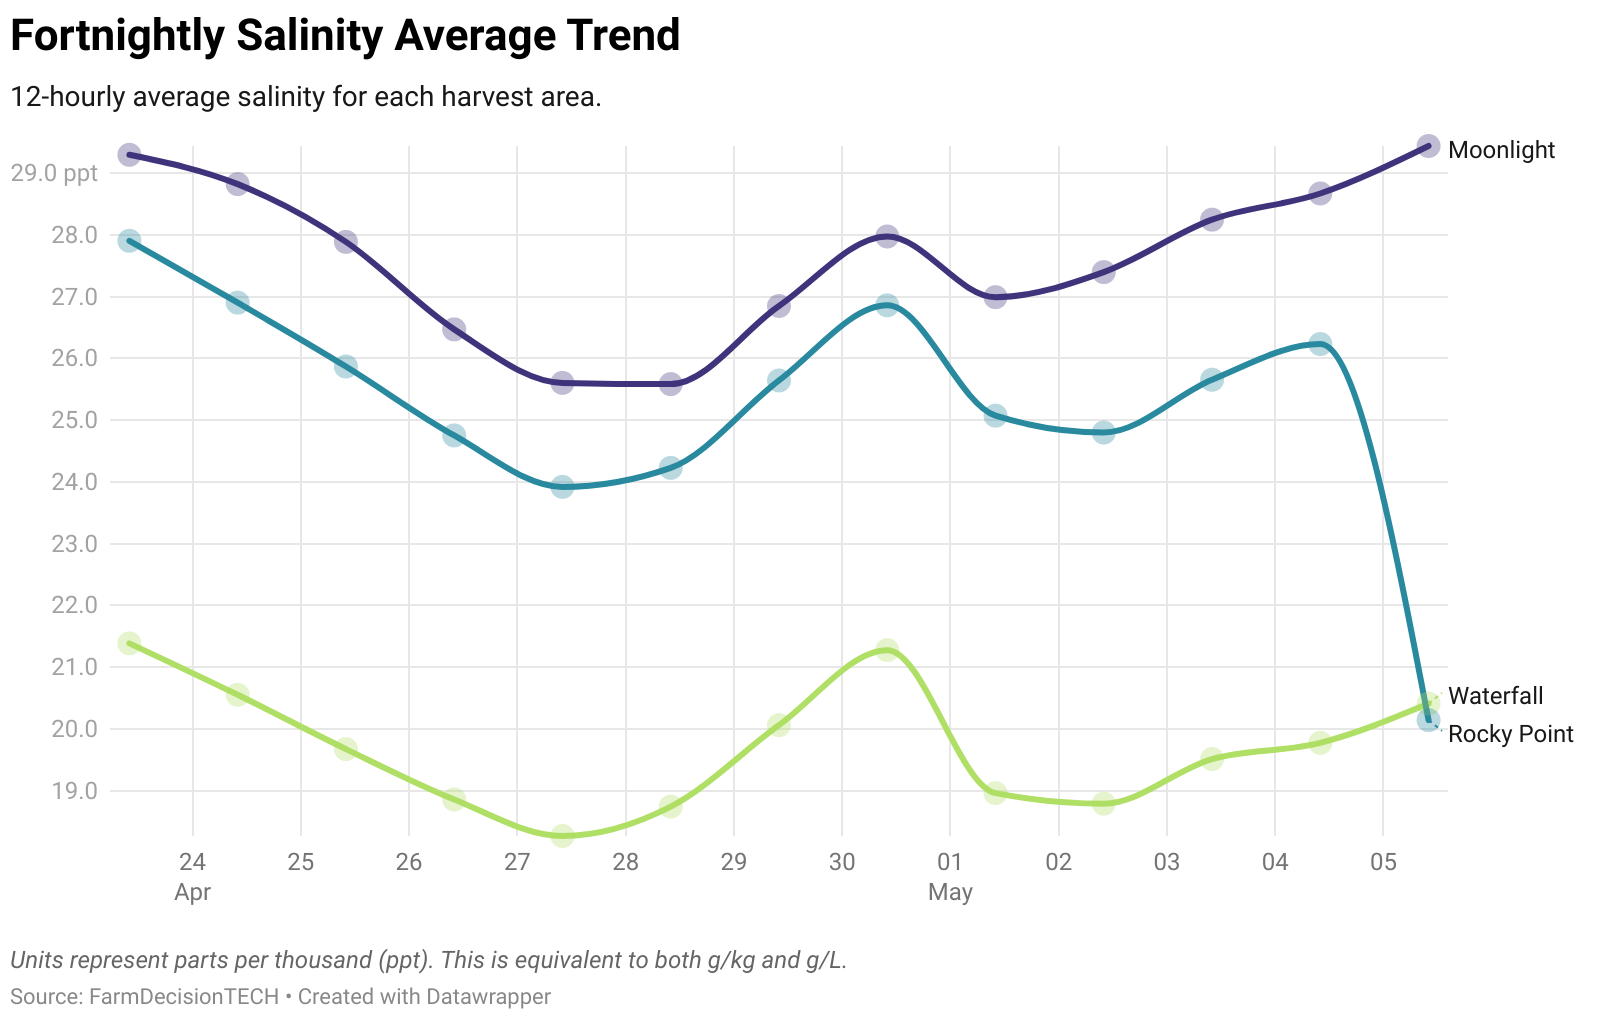 Fortnightly Salinity Average Trend
12-hourly average salinity for each harvest area.
Moonlight
29.0 ppt
28.0
27.0
26.0
25.0
24.0
23.0
22.0
21.0
Waterfall
20.0
Rocky Point
19.0
24 25 26 27 28 29 30 01 02 03 04 05
Apr May
Units represent parts per thousand (ppt). This is equivalent to both g/kg and g/L.
Source: FarmDecisionTECH • Created with Datawrapper